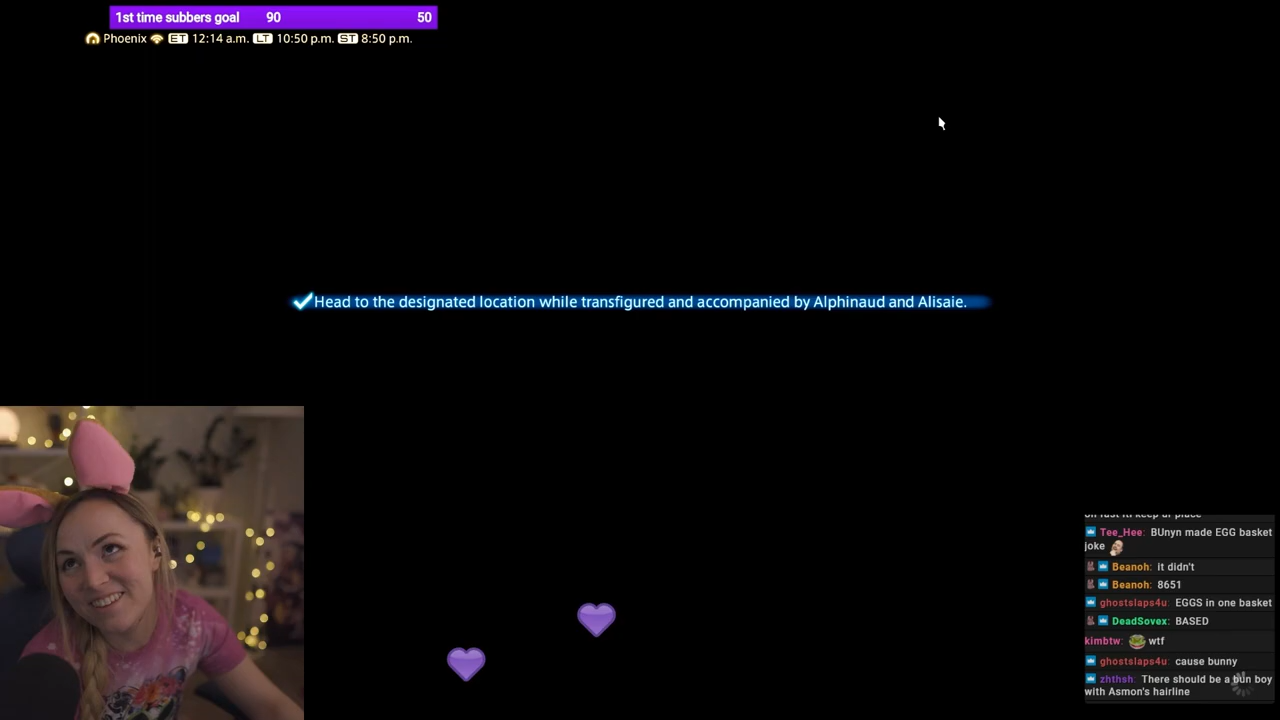 1st time subbers goal 90 50
Phoenix ET 12:14 a.m. LT 10:50 p.m. ST 8:50 p.m.
Head to the designated location while transfigured and accompanied by Alphinaud and Alisaie.
Tee_Hee: BUnyn made EGG basket
joke
Beanoh: it didn't
Beanoh: 8651
ghostslaps4u: EGGS in one basket
DeadSovex: BASED
kimbtw: wtf
ghostslaps4u: cause bunny
zhthsh: There should be a bun boy
with Asmon's hairline